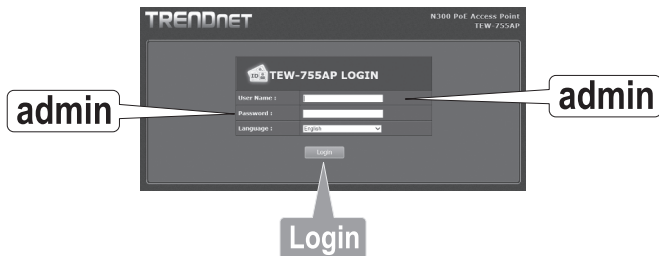 TRENDnet
N300 PoE Access Point
TEW-755AP
TEW-755AP LOGIN
User Name :
admin
Password :
admin
Language :
English
Login
Login